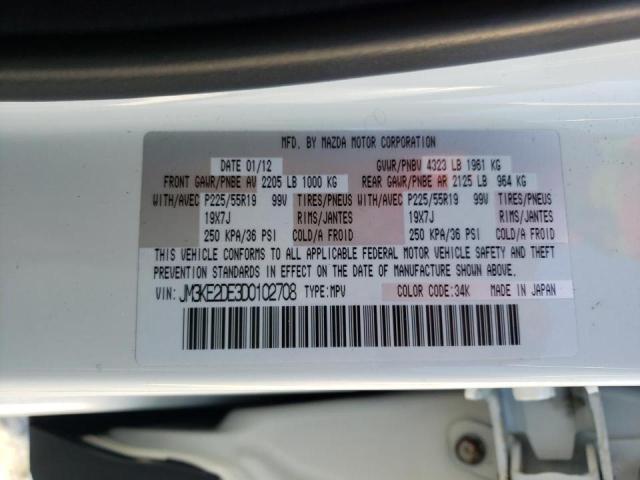 MFD. BY MAZDA MOTOR CORPORATION
DATE 01/12 GVWR/PNBV 4323 LB 1961 KG
FRONT GAWR/PNBE AV 2205 LB 1000 KG REAR GAWR/PNBE AR 2125 LB 964 KG
WITH/AVEC P225/55R19 99V TIRES/PNEUS WITH/AVEC P225/55R19 99V TIRES/PNEUS
19X7J RIMS/JANTES 19X7J RIMS/JANTES
250 KPA/36 PSI COLD/A FROID 250 KPA/36 PSI COLD/A FROID
THIS VEHICLE CONFORMS TO ALL APPLICABLE FEDERAL MOTOR VEHICLE SAFETY AND THEFT
PREVENTION STANDARDS IN EFFECT ON THE DATE OF MANUFACTURE SHOWN ABOVE.
VIN: JM3KE2DE3D0102708 TYPE:MPV COLOR CODE:34K MADE IN JAPAN